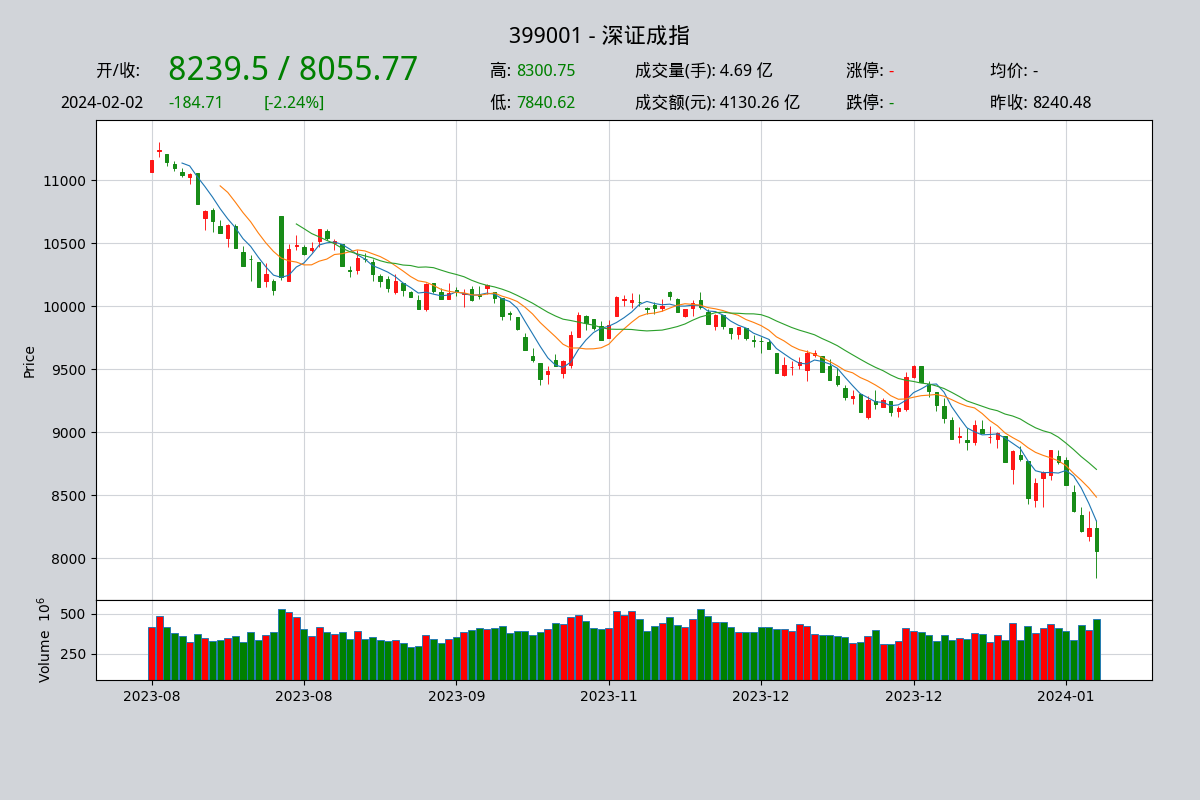 399001 - 深证成指
开/收: 8239.5 / 8055.77 高: 8300.75 成交量(手): 4.69 亿 涨停: - 均价: -
2024-02-02 -184.71 [-2.24%] 低: 7840.62 成交额(元): 4130.26 亿 跌停: - 昨收: 8240.48
11000
10500
10000
9500
9000
8500
8000
Price
500
250
Volume 10^6
2023-08 2023-08 2023-09 2023-11 2023-12 2023-12 2024-01